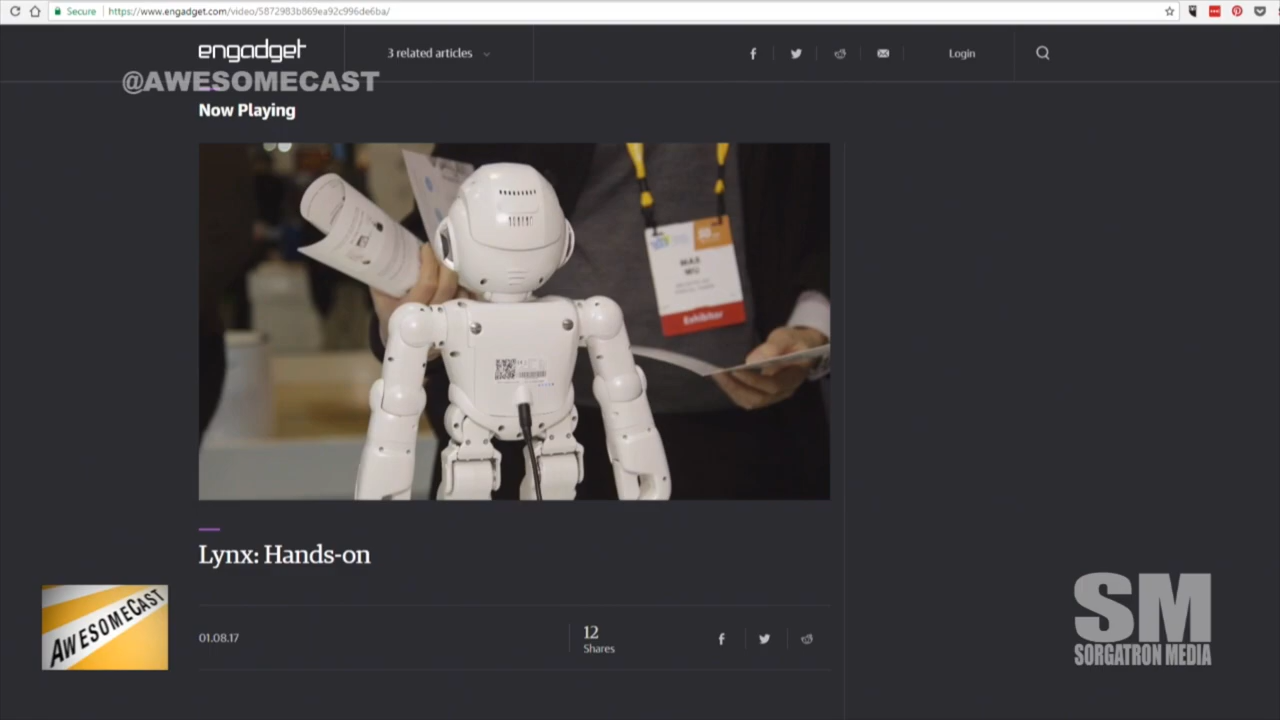 Secure
https://www.engadget.com/video/5872983b869ea92c996de6ba/
engadget
3 related articles
Login
@AWESOMECAST
Now Playing
Exhibitor
Lynx: Hands-on
AWESOMECAST
01.08.17
12
Shares
SM
SORGATRON MEDIA